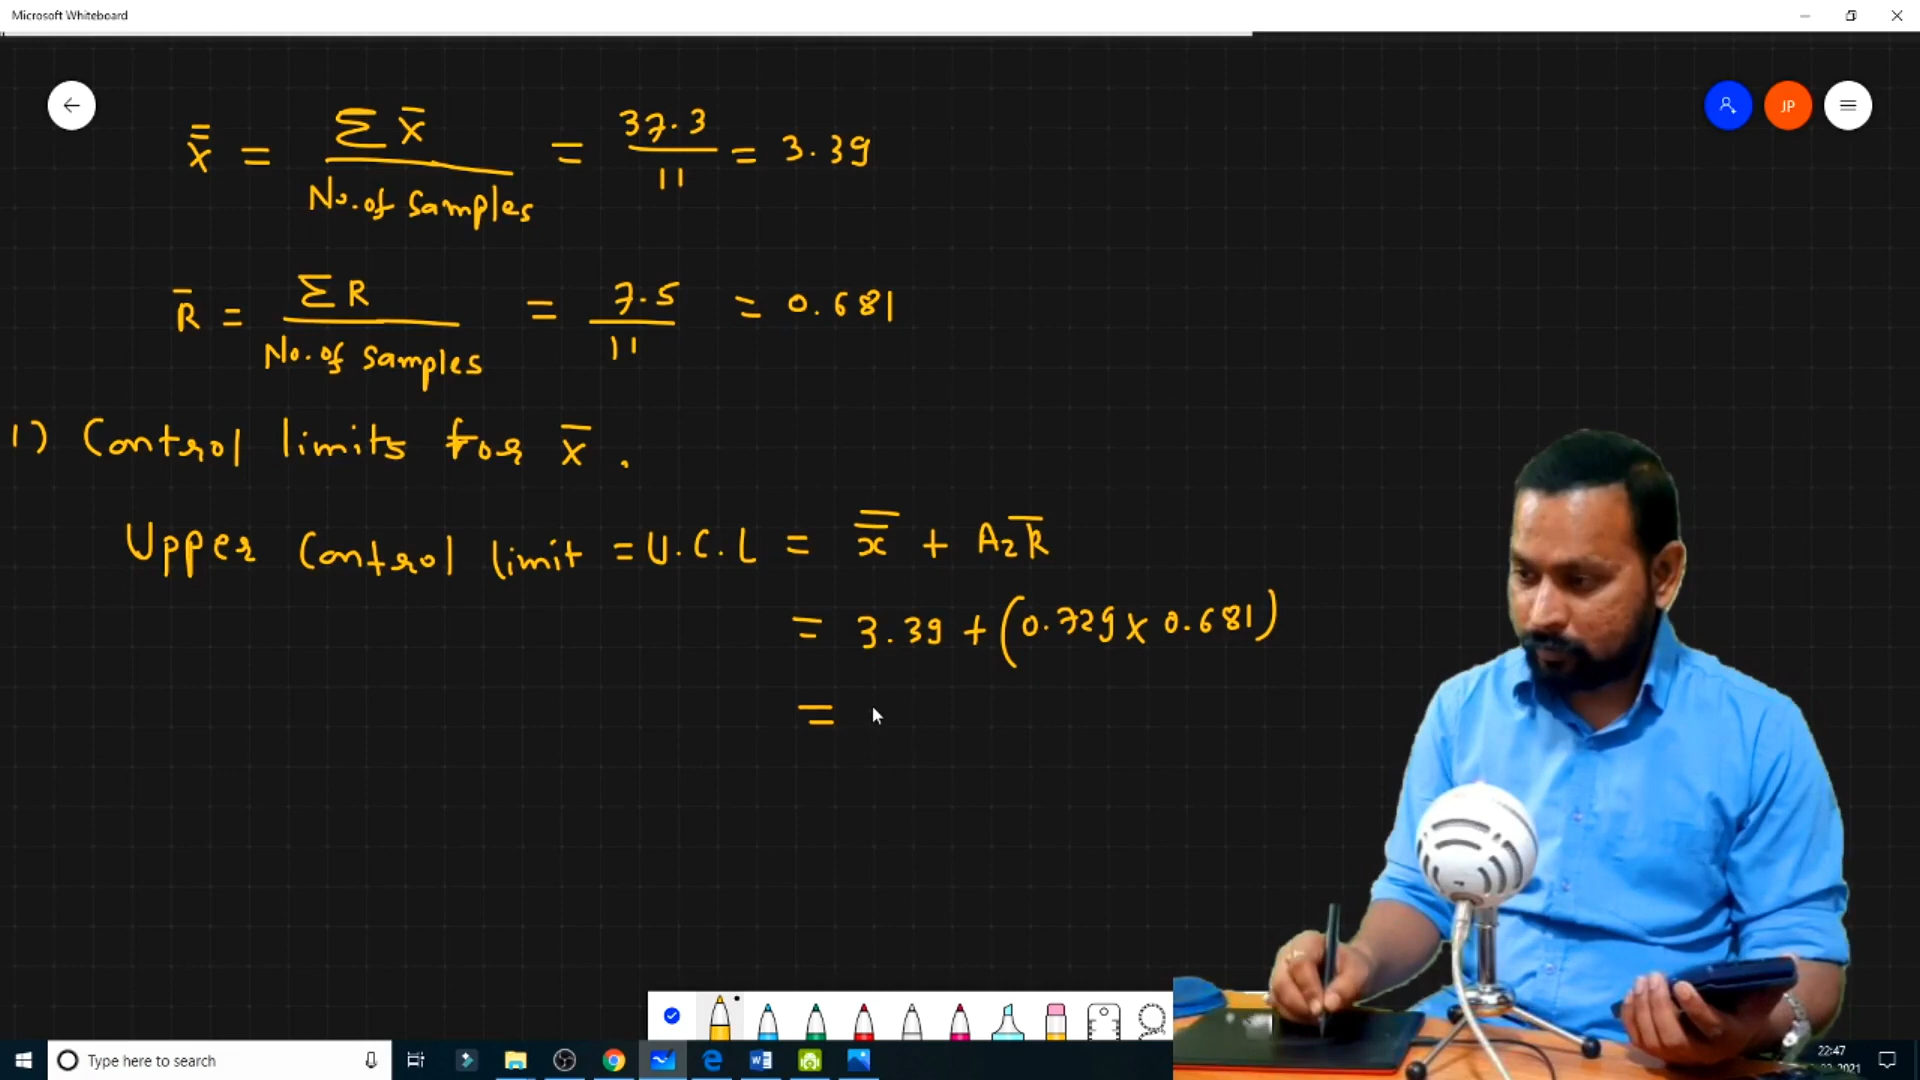 Microsoft Whiteboard
JP
X̿ = ∑ X̄ / No. of samples = 37.3 / 11 = 3.39
R̄ = ∑ R / No. of samples = 7.5 / 11 = 0.681
1) Control limits for X̄ .
Upper Control limit = U.C.L = x̿ + A₂R̄
= 3.39 + (0.729 x 0.681)
=
Type here to search
22:47